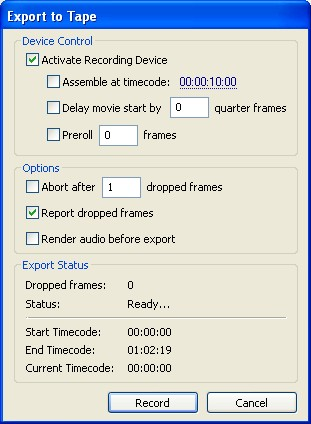 Export to Tape
Device Control
Activate Recording Device
Assemble at timecode: 00:00:10:00
Delay movie start by 0 quarter frames
Preroll 0 frames
Options
Abort after 1 dropped frames
Report dropped frames
Render audio before export
Export Status
Dropped frames: 0
Status: Ready...
Start Timecode: 00:00:00
End Timecode: 01:02:19
Current Timecode: 00:00:00
Record Cancel